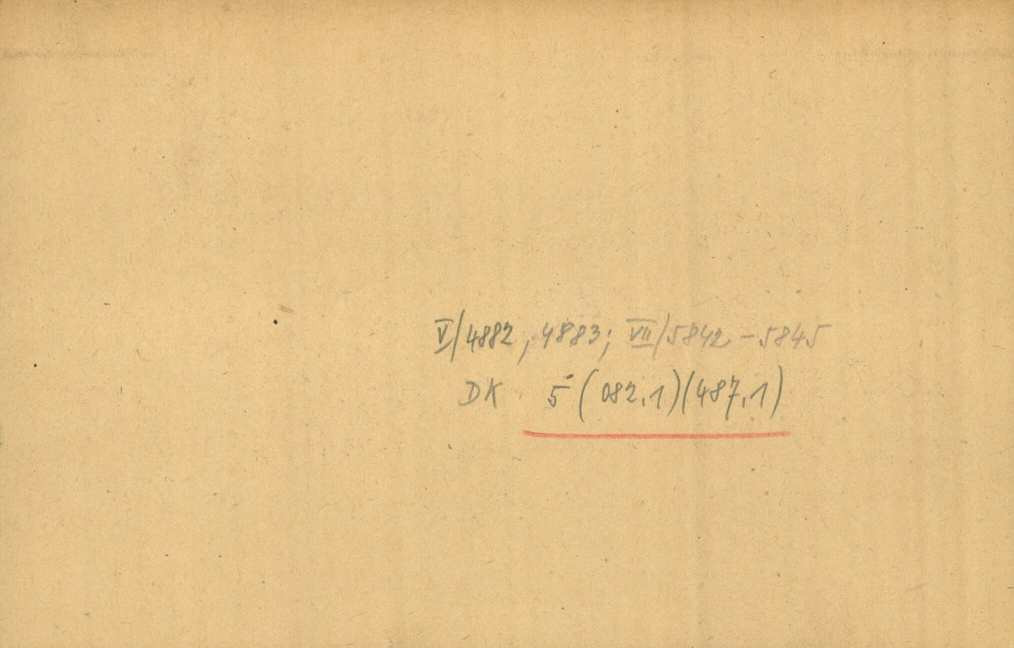 V/4882, 4883; VII/5842-5845
DK 5(082.1)(487.1)